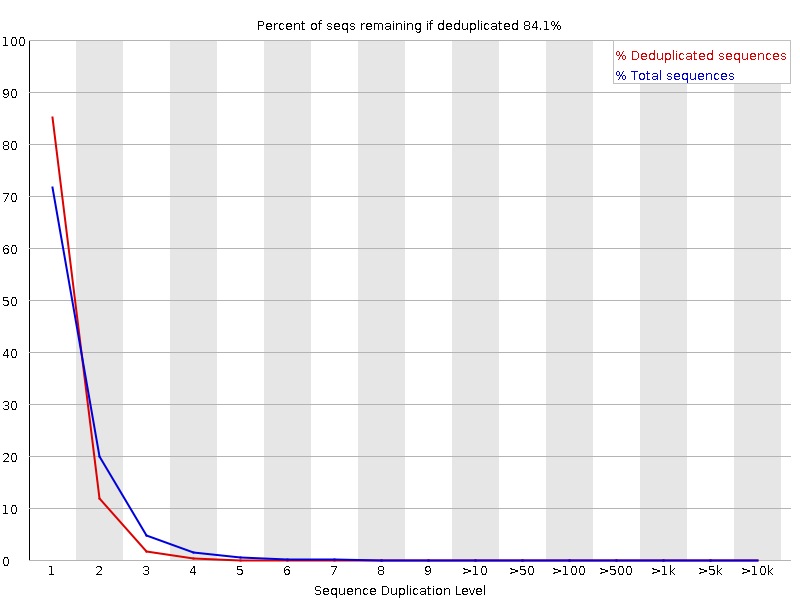 Percent of seqs remaining if deduplicated 84.1%
% Deduplicated sequences
% Total sequences
100
90
80
70
60
50
40
30
20
10
0
1 2 3 4 5 6 7 8 9 >10 >50 >100 >500 >1k >5k >10k
Sequence Duplication Level